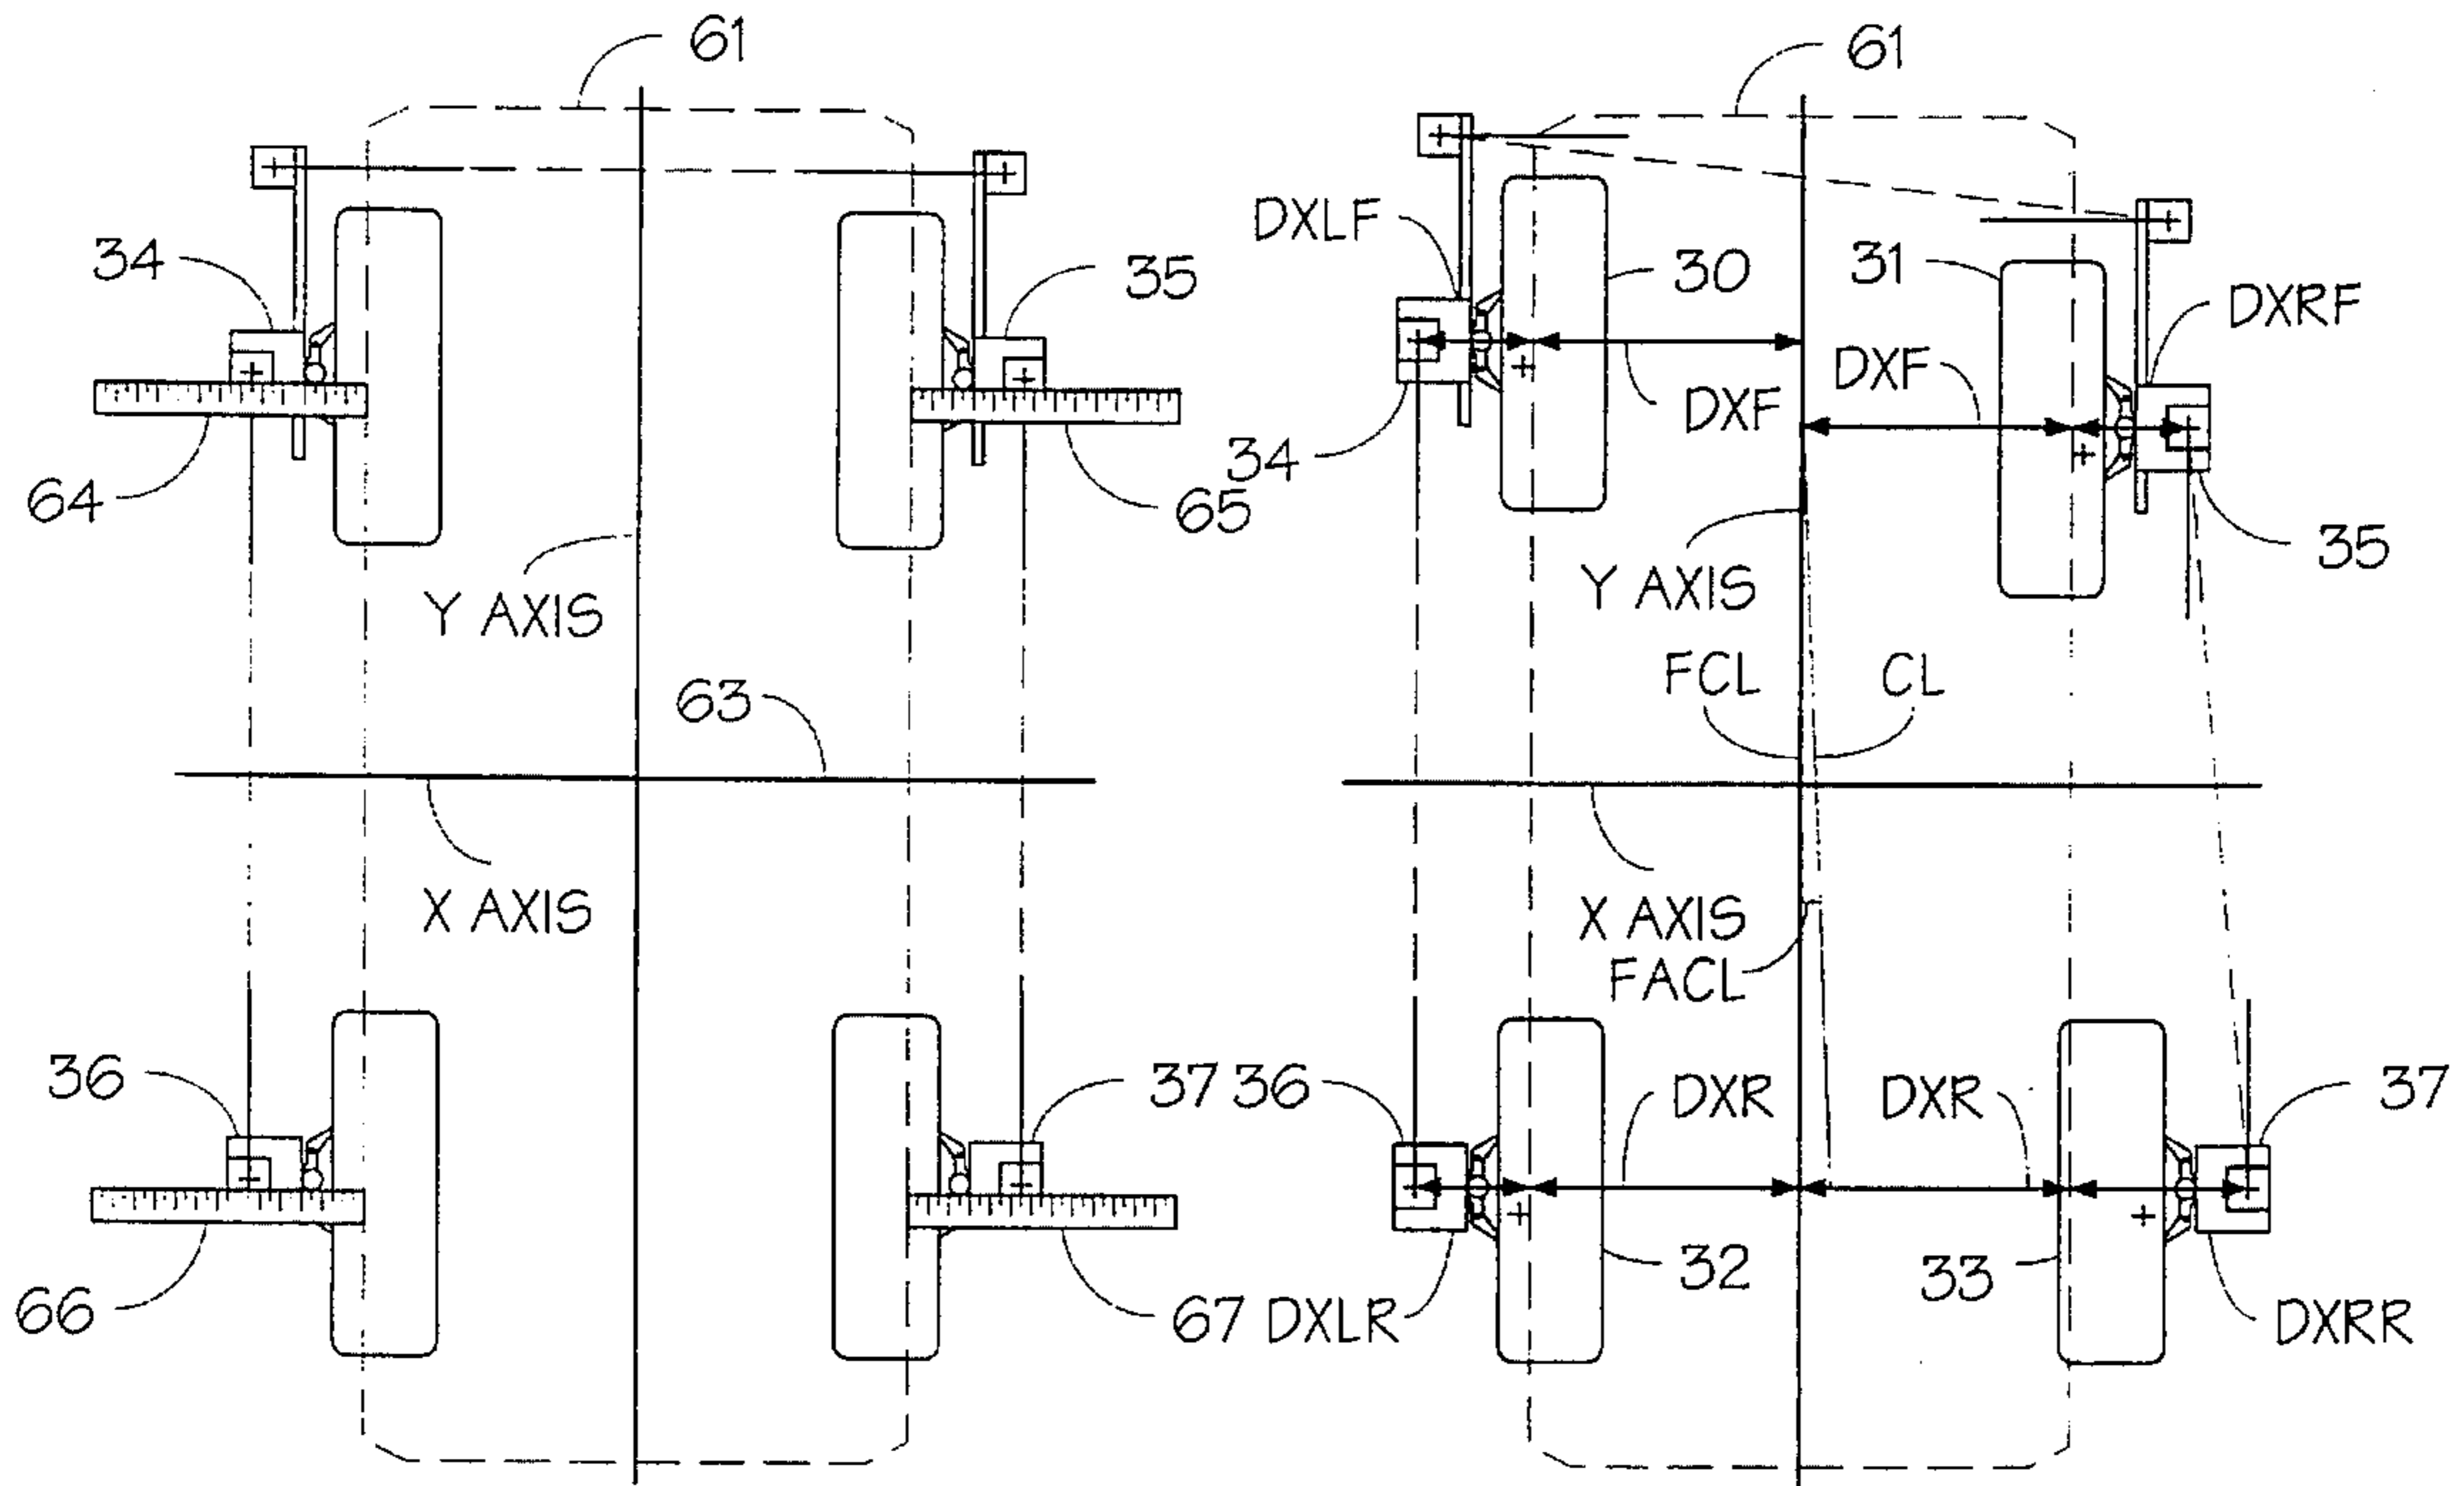 61
34
35
64
65
Y AXIS
63
X AXIS
36
37
66
67
61
DXLF
30
31
DXRF
DXF
DXF
34
35
Y AXIS
FCL
CL
X AXIS
FACL
36
DXR
DXR
37
32
33
DXLR
DXRR